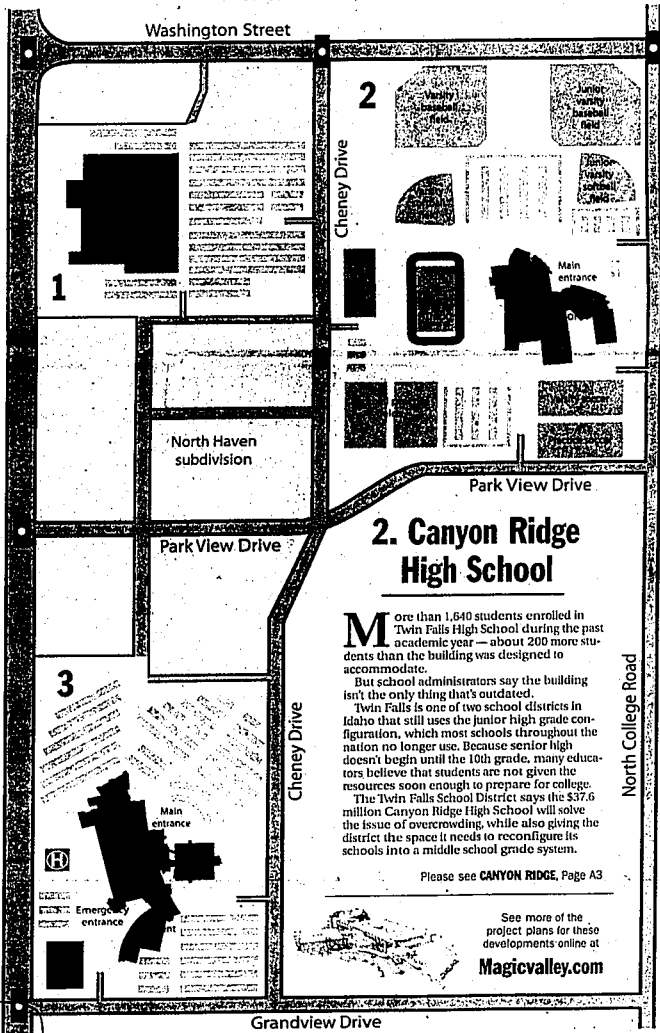 Washington Street
2
Varsity
baseball
field
Junior
varsity
baseball
field
Cheney Drive
Junior
varsity
softball
field
Main
entrance
1
North Haven
subdivision
Park View Drive
Park View Drive
2. Canyon Ridge
High School
More than 1,640 students enrolled in
Twin Falls High School during the past
academic year — about 200 more stu-
dents than the building was designed to
accommodate.
But school administrators say the building
isn't the only thing that's outdated.
Twin Falls is one of two school districts in
Idaho that still uses the junior high grade con-
figuration, which most schools throughout the
nation no longer use. Because senior high
doesn't begin until the 10th grade, many educa-
tors believe that students are not given the
resources soon enough to prepare for college.
The Twin Falls School District says the $37.6
million Canyon Ridge High School will solve
the issue of overcrowding, while also giving the
district the space it needs to reconfigure its
schools into a middle school grade system.
Please see CANYON RIDGE, Page A3
See more of the
project plans for these
developments online at
Magicvalley.com
North College Road
Cheney Drive
3
Main
entrance
H
Emergency
entrance
Grandview Drive